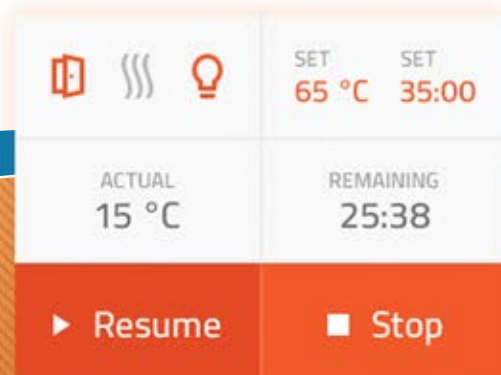 SET SET
65 °C 35:00
ACTUAL REMAINING
15 °C 25:38
Resume Stop